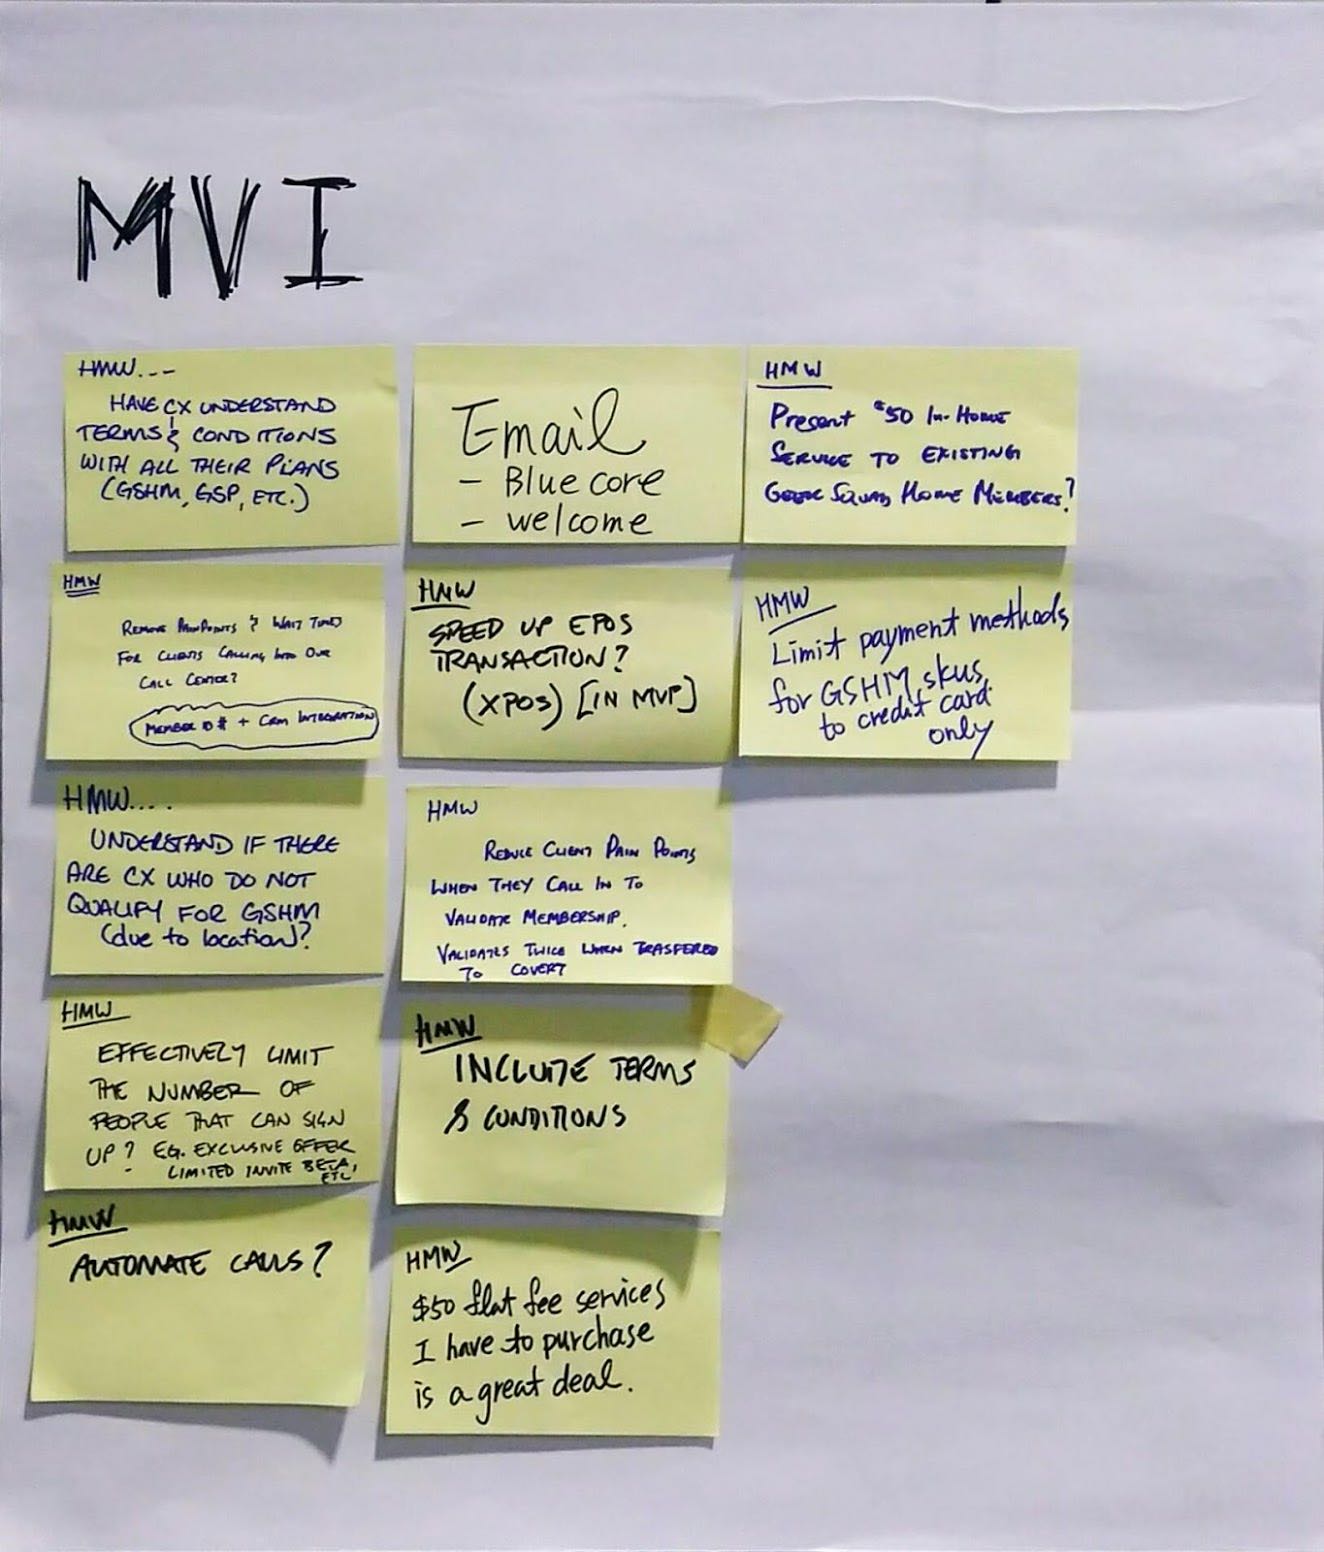 MVI
HMW...
HAVE CX UNDERSTAND
TERMS & CONDITIONS
WITH ALL THEIR PLANS
(GSHM, GSP, ETC.)
Email
- Blue core
- welcome
HMW
Present $50 In-Home
SERVICE TO EXISTING
GEEK SQUAD HOME MEMBERS?
HMW
REMOVE PAINPOINTS & WAIT TIMES
FOR CLIENTS CALLING INTO OUR
CALL CENTER?
MEMBER ID # + CRM INTEGRATION
HMW
SPEED UP EPOS
TRANSACTION?
(XPOS) [IN MVP]
HMW
Limit payment methods
for GSHM skus
to credit card
only
HMW....
UNDERSTAND IF THERE
ARE CX WHO DO NOT
QUALIFY FOR GSHM
(due to location)?
HMW
REDUCE CLIENT PAIN POINTS
WHEN THEY CALL IN TO
VALIDATE MEMBERSHIP.
VALIDATES TWICE WHEN TRASFERED
TO COVERT
HMW
EFFECTIVELY LIMIT
THE NUMBER OF
PEOPLE THAT CAN SIGN
UP? EG. EXCLUSIVE OFFER
LIMITED INVITE BETA,
ETC
HMW
INCLUDE TERMS
& CONDITIONS
HMW
AUTOMATE CALLS?
HMW
$50 flat fee services
I have to purchase
is a great deal.